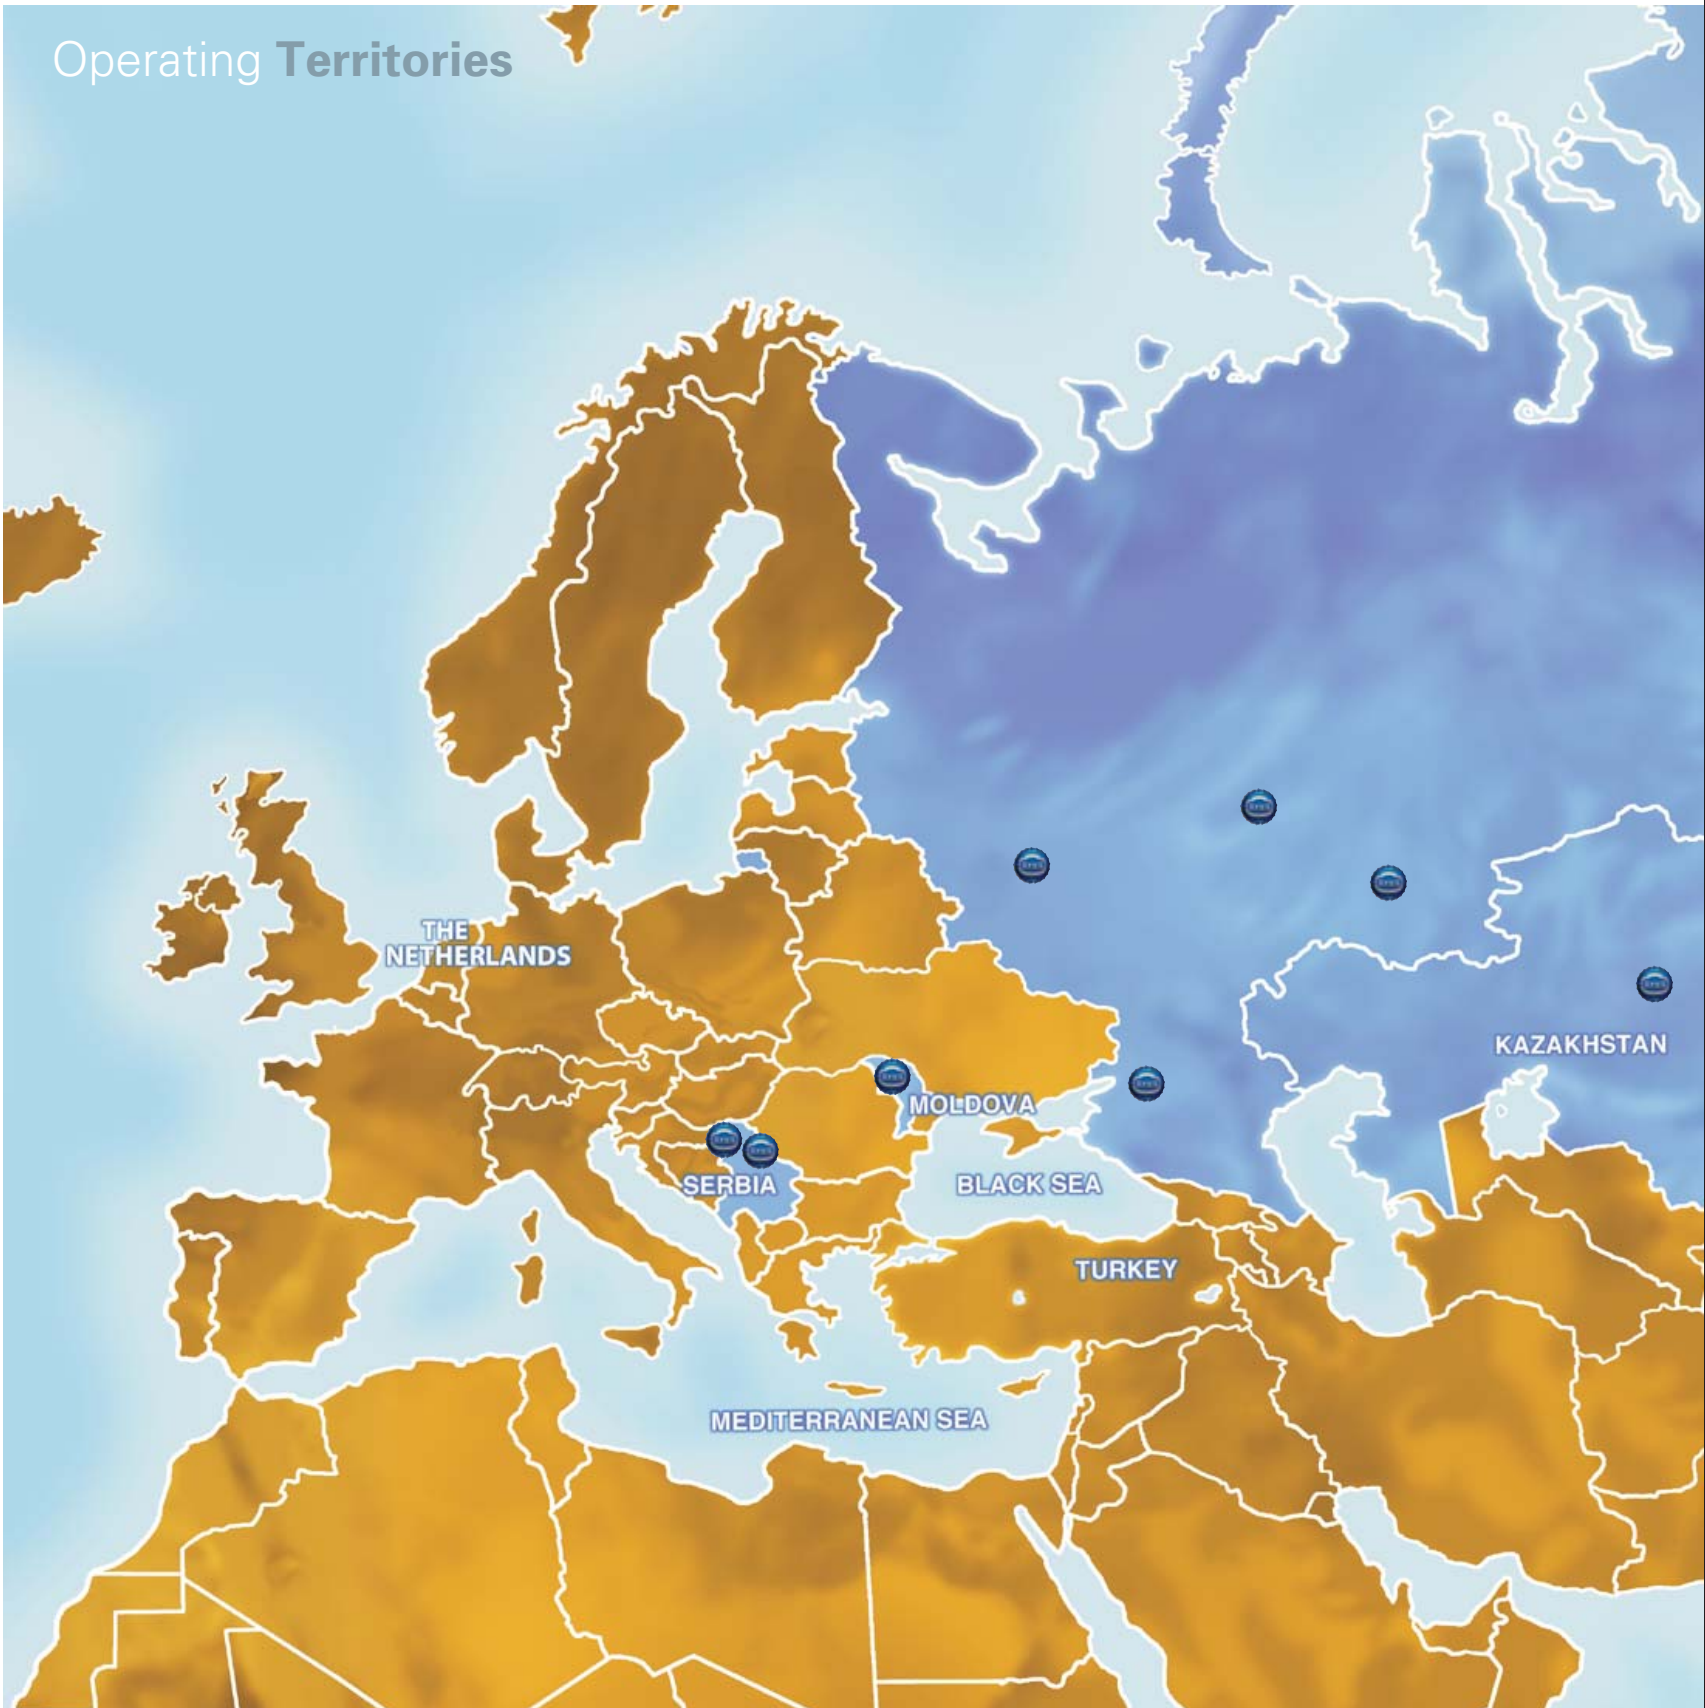 Operating Territories
THE
NETHERLANDS
KAZAKHSTAN
MOLDOVA
SERBIA
BLACK SEA
TURKEY
MEDITERRANEAN SEA